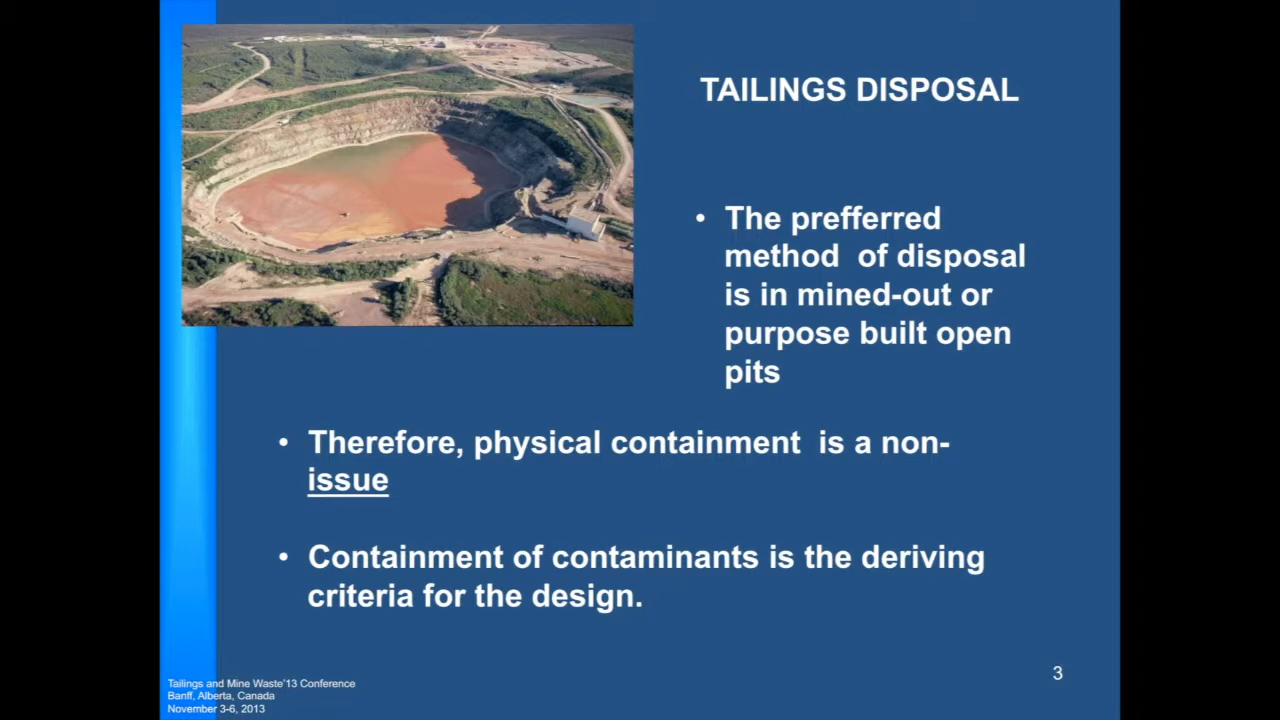 TAILINGS DISPOSAL
• The prefferred
method of disposal
is in mined-out or
purpose built open
pits
• Therefore, physical containment is a non-
issue
• Containment of contaminants is the deriving
criteria for the design.
3
Tailings and Mine Waste'13 Conference
Banff, Alberta, Canada
November 3-6, 2013